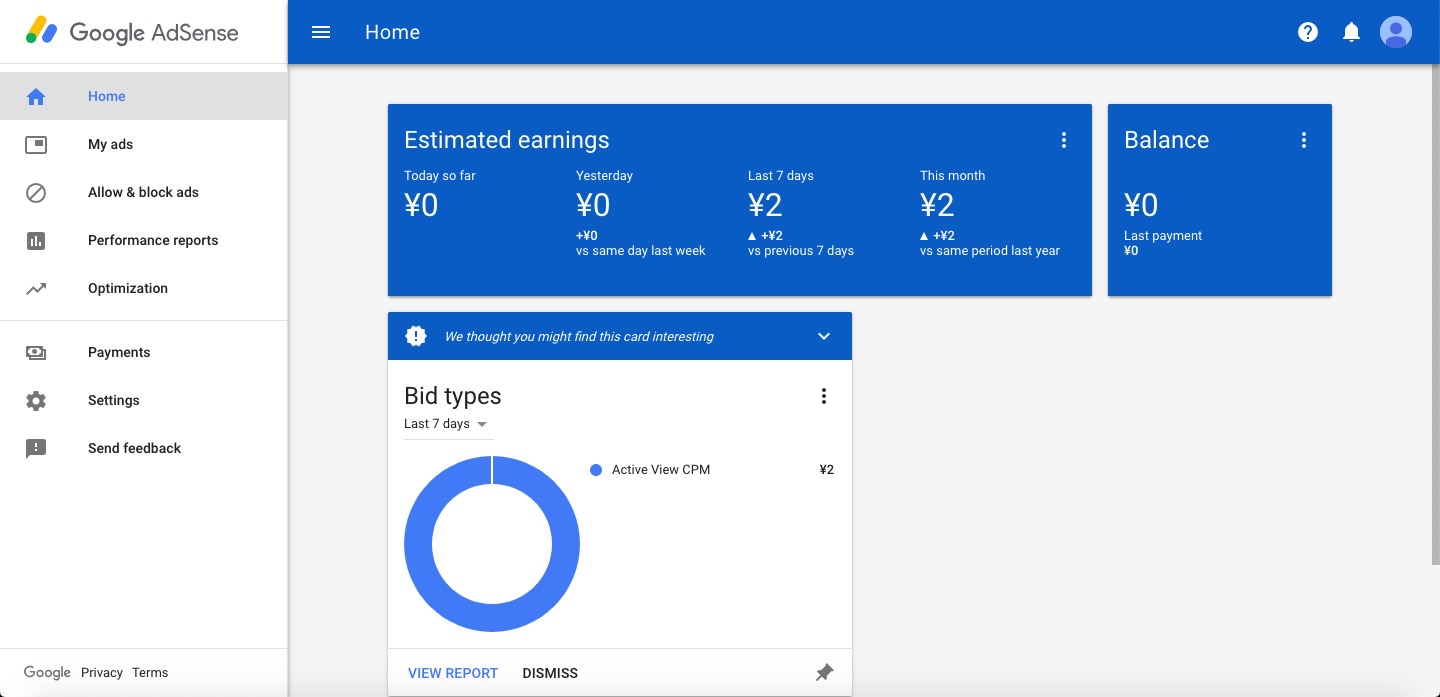 Google AdSense
Home
Home
My ads
Allow & block ads
Performance reports
Optimization
Payments
Settings
Send feedback
Google Privacy Terms
Estimated earnings
Today so far
¥0
Yesterday
¥0
+¥0
vs same day last week
Last 7 days
¥2
▲ +¥2
vs previous 7 days
This month
¥2
▲ +¥2
vs same period last year
Balance
¥0
Last payment
¥0
We thought you might find this card interesting
Bid types
Last 7 days
Active View CPM ¥2
VIEW REPORT DISMISS